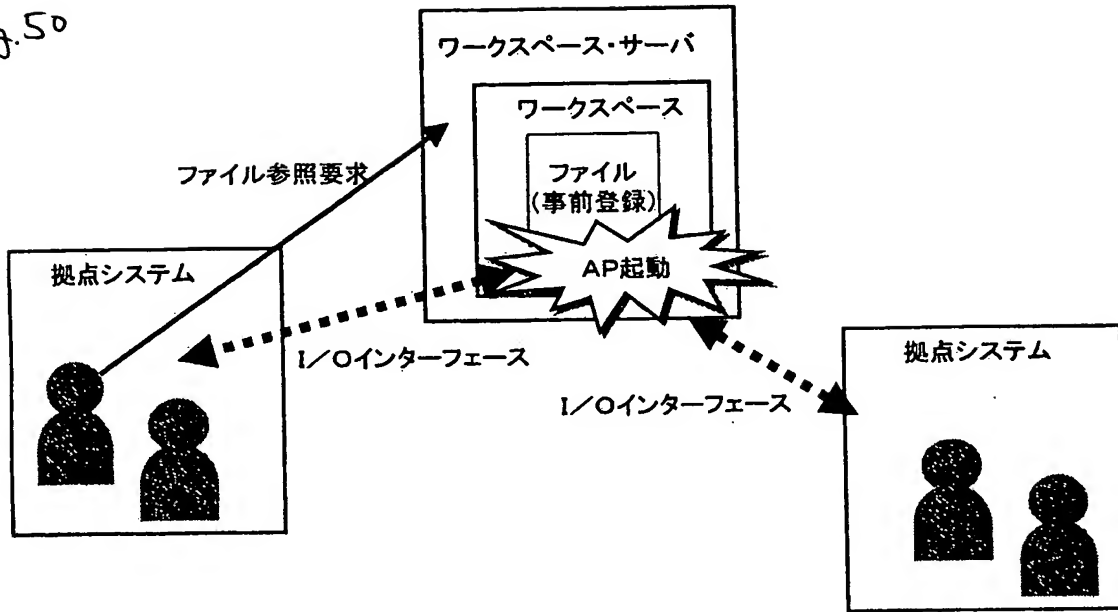 g.50
ワークスペース・サーバ
ワークスペース
ファイル
(事前登録)
ファイル参照要求
AP起動
拠点システム
I／Oインターフェース
拠点システム
I／Oインターフェース